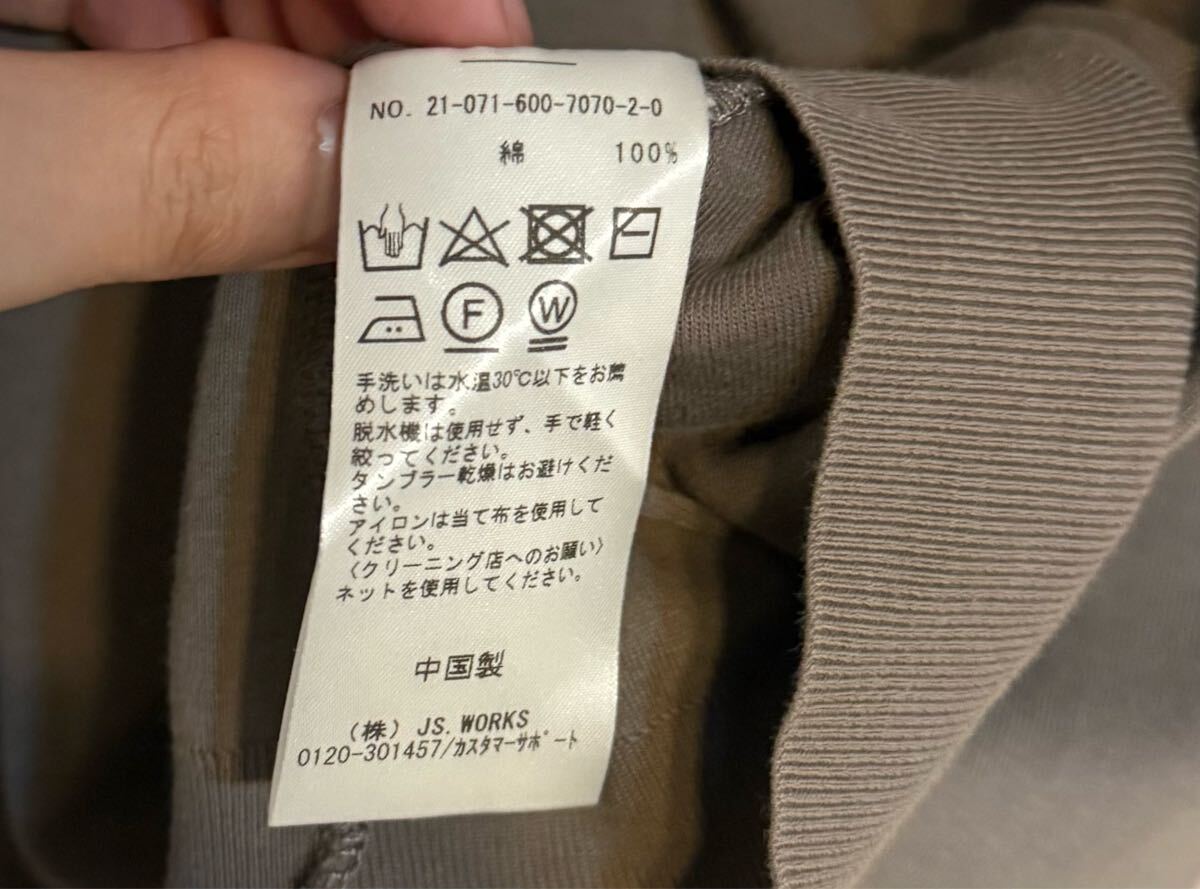 NO. 21-071-600-7070-2-0
綿 100%
F W
手洗いは水温30℃以下をお薦
めします。
脱水機は使用せず、手で軽く
絞ってください。
タンブラー乾燥はお避けくだ
さい。
アイロンは当て布を使用して
ください。
〈クリーニング店へのお願い〉
ネットを使用してください。
中国製
(株) JS.WORKS
0120-301457/カスタマーサポート